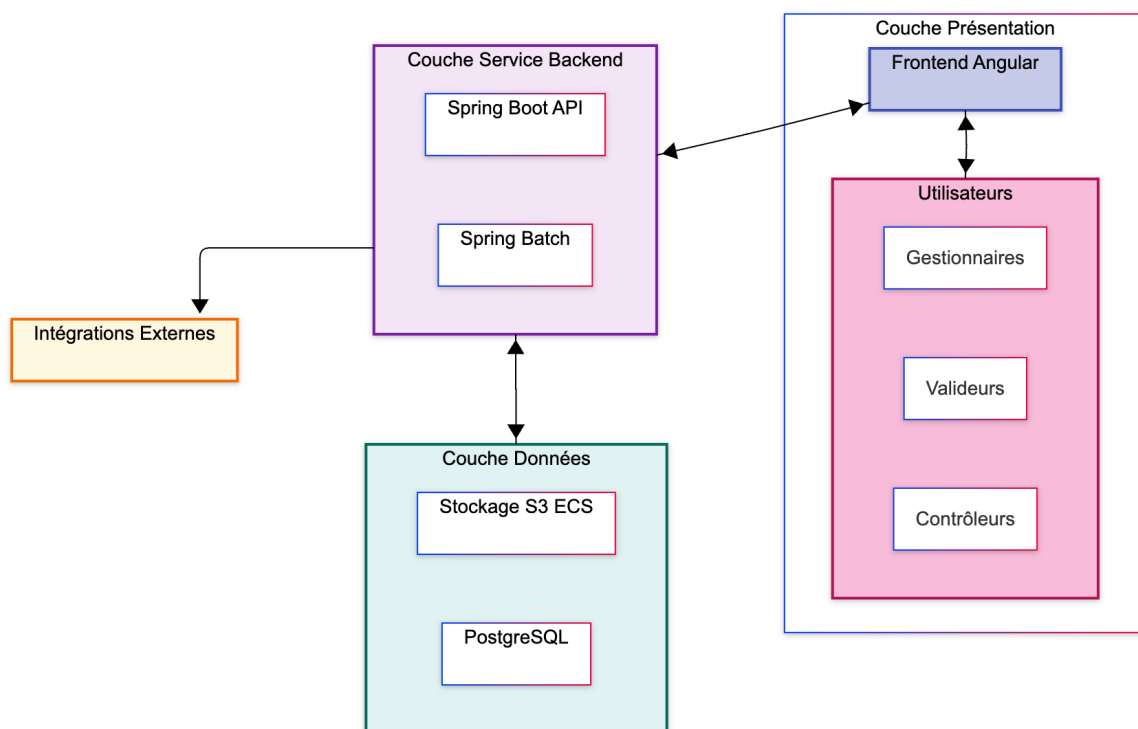 Couche Présentation
Frontend Angular
Couche Service Backend
Spring Boot API
Spring Batch
Utilisateurs
Gestionnaires
Valideurs
Contrôleurs
Intégrations Externes
Couche Données
Stockage S3 ECS
PostgreSQL